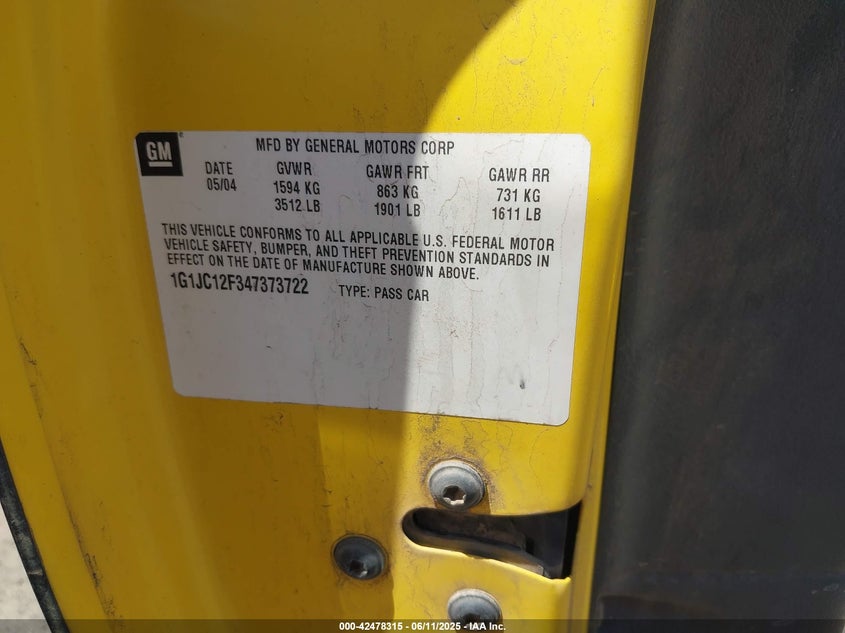 GM
MFD BY GENERAL MOTORS CORP
DATE GVWR GAWR FRT GAWR RR
05/04 1594 KG 863 KG 731 KG
3512 LB 1901 LB 1611 LB
THIS VEHICLE CONFORMS TO ALL APPLICABLE U.S. FEDERAL MOTOR
VEHICLE SAFETY, BUMPER, AND THEFT PREVENTION STANDARDS IN
EFFECT ON THE DATE OF MANUFACTURE SHOWN ABOVE.
1G1JC12F347373722 TYPE: PASS CAR
000-42478315 - 06/11/2025 - IAA Inc.